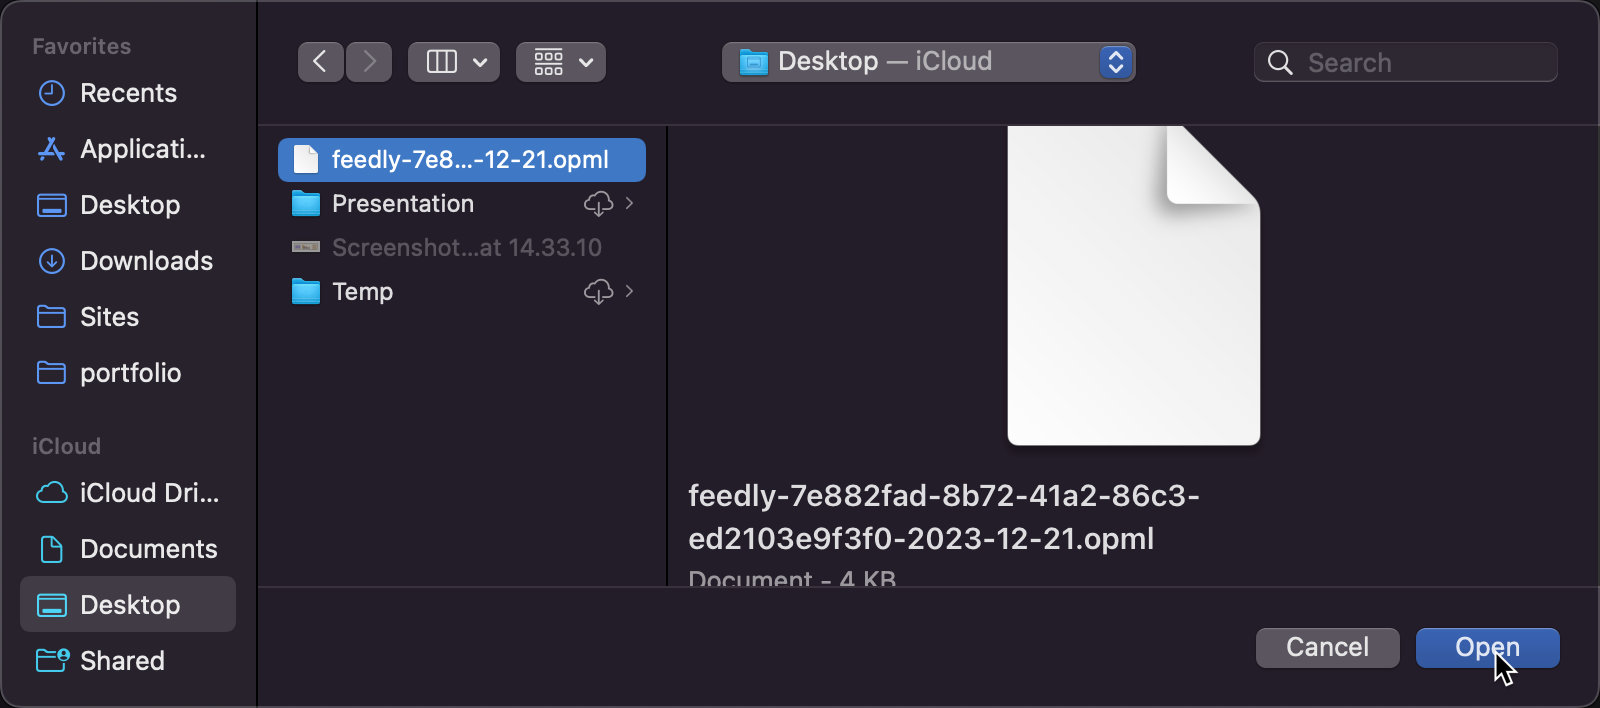 Favorites
Recents
Applicati...
Desktop
Downloads
Sites
portfolio
iCloud
iCloud Dri...
Documents
Desktop
Shared
Desktop — iCloud
Search
feedly-7e8...-12-21.opml
Presentation
Screenshot...at 14.33.10
Temp
feedly-7e882fad-8b72-41a2-86c3-
ed2103e9f3f0-2023-12-21.opml
Document - 4 KB
Cancel
Open